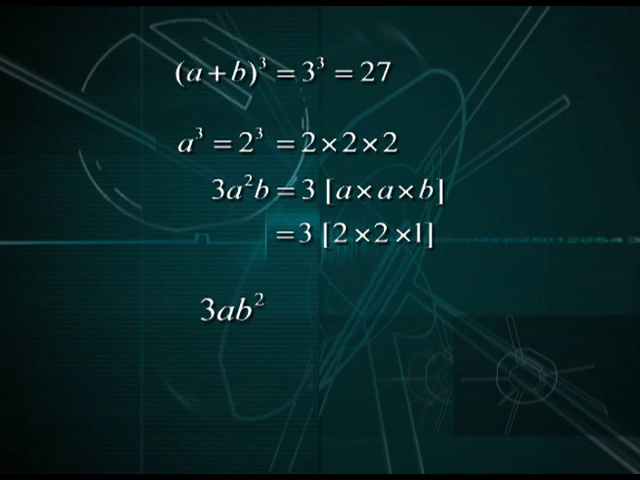 (a + b)³ = 3³ = 27
a³ = 2³ = 2 × 2 × 2
3a²b = 3 [a × a × b]
= 3 [2 × 2 × 1]
3ab²